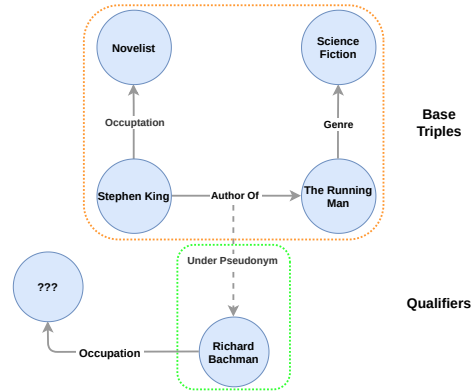 Novelist
Science
Fiction
Occuptation
Genre
Base
Triples
Stephen King
Author Of
The Running
Man
Under Pseudonym
???
Qualifiers
Richard
Bachman
Occupation